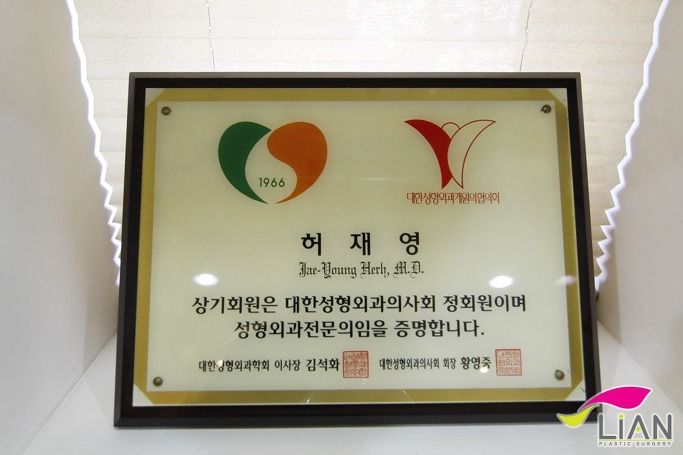 1966
대한성형외과개원의협의회
허 재 영
Jae-Young Herh, M.D.
상기회원은 대한성형외과의사회 정회원이며
성형외과전문의임을 증명합니다.
대한성형외과학회 이사장 김석화 대한성형외과의사회 회장 황영중
LiAN
PLASTIC SURGERY